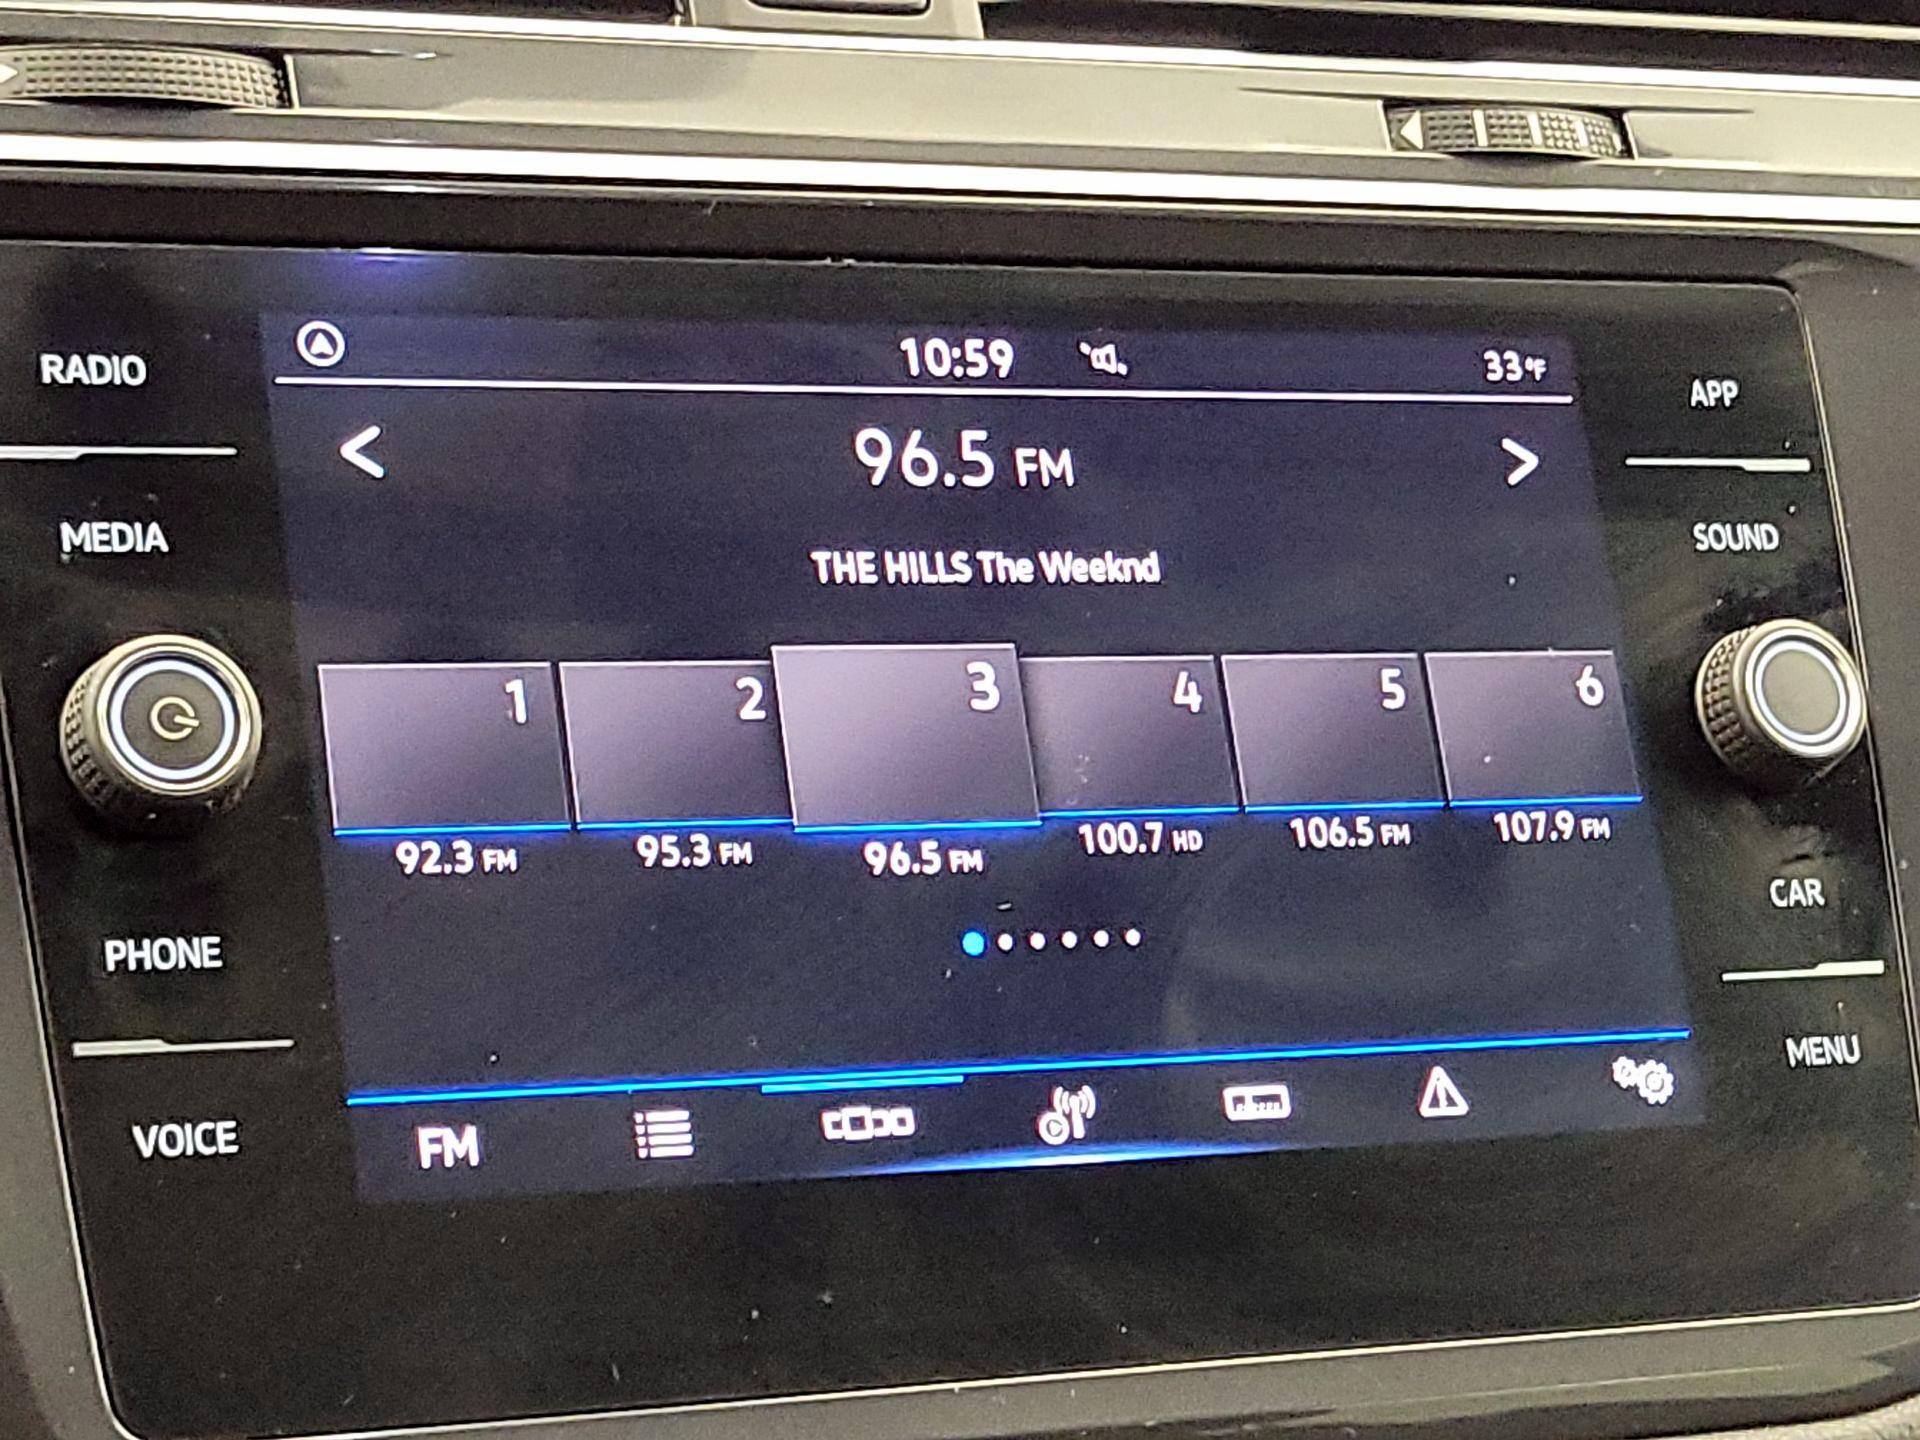 RADIO
MEDIA
PHONE
VOICE
10:59
33°F
96.5 FM
THE HILLS The Weeknd
1 2 3 4 5 6
92.3 FM 95.3 FM 96.5 FM 100.7 HD 106.5 FM 107.9 FM
FM
APP
SOUND
CAR
MENU